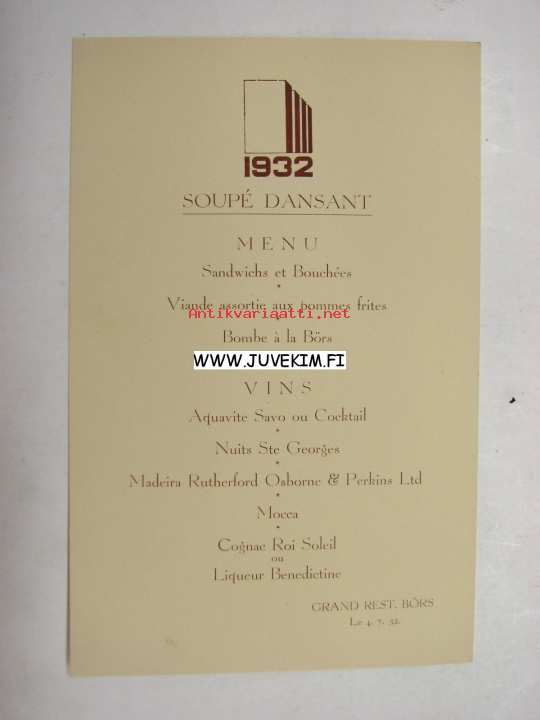 1932
SOUPÉ DANSANT
MENU
Sandwichs et Bouchées
Viande assortie aux pommes frites
Antikvariaatti.net
Bombe à la Börs
WWW.JUVEKIM.FI
VINS
Aquavite Savo ou Cocktail
Nuits Ste Georges
Madeira Rutherford Osborne & Perkins Ltd
Mocca
Cognac Roi Soleil
ou
Liqueur Benedictine
GRAND REST. BÖRS
Le 4. 7. 32.